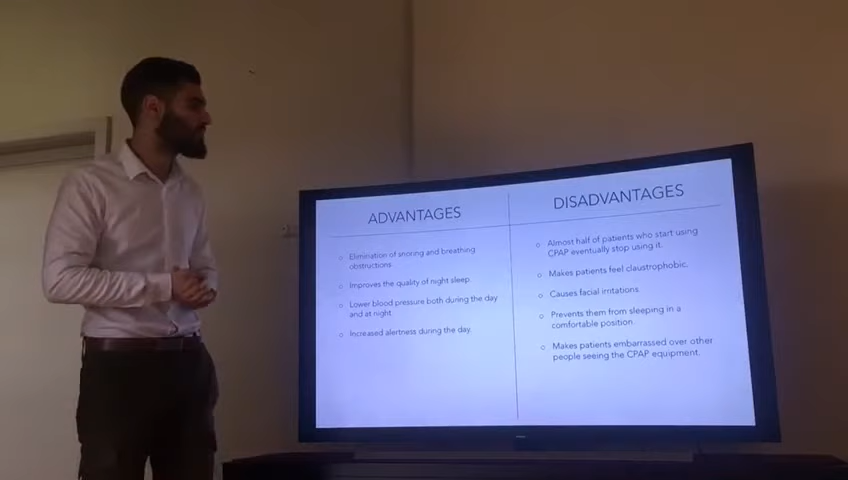 ADVANTAGES
Elimination of snoring and breathing
obstructions.
Improves the quality of night sleep.
Lower blood pressure both during the day
and at night.
Increased alertness during the day.
DISADVANTAGES
Almost half of patients who start using
CPAP eventually stop using it.
Makes patients feel claustrophobic.
Causes facial irritations.
Prevents them from sleeping in a
comfortable position.
Makes patients embarrassed over other
people seeing the CPAP equipment.